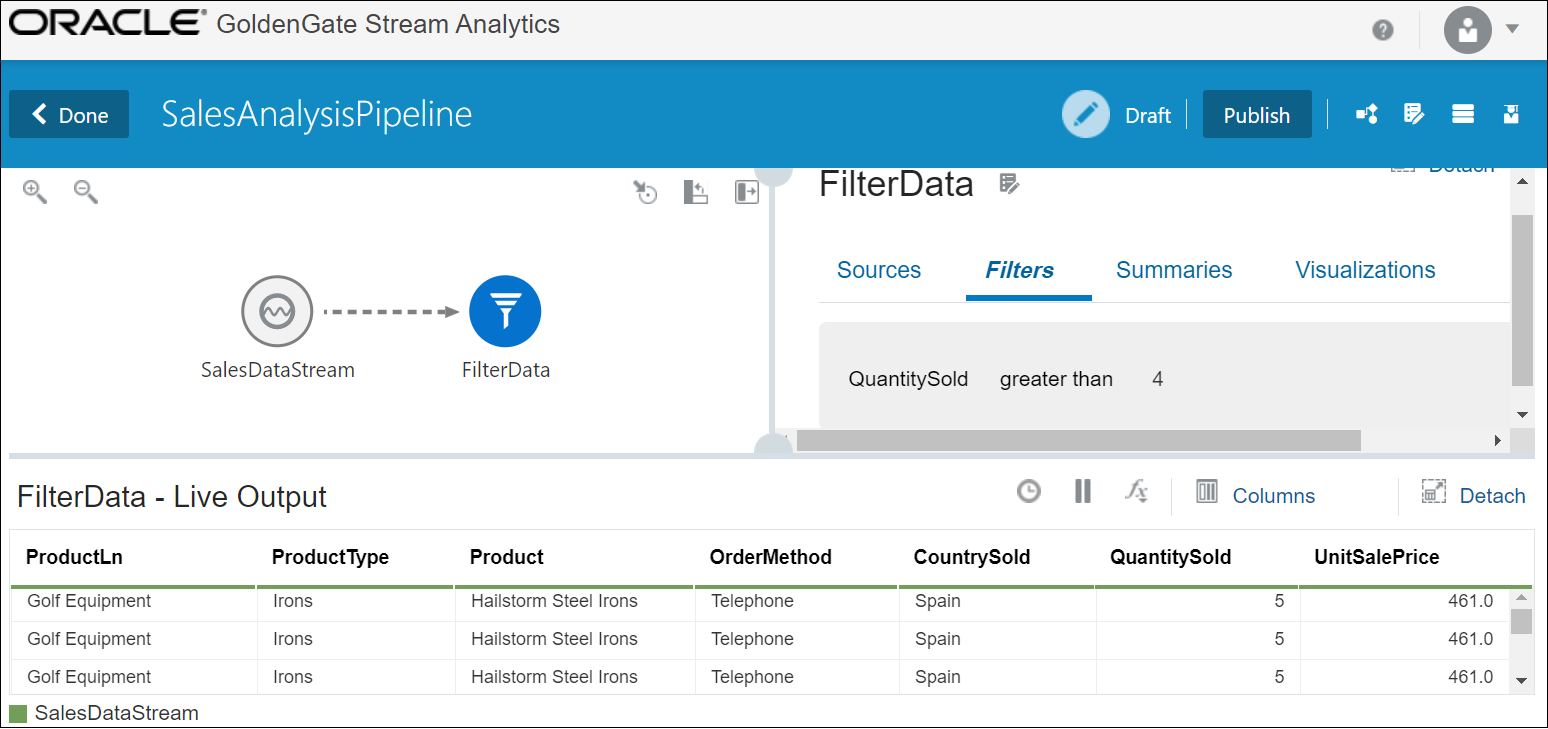 ORACLE® GoldenGate Stream Analytics
Done SalesAnalysisPipeline Draft Publish
Detach
FilterData
Sources Filters Summaries Visualizations
SalesDataStream FilterData
QuantitySold greater than 4
FilterData - Live Output Columns Detach
ProductLn ProductType Product OrderMethod CountrySold QuantitySold UnitSalePrice
Golf Equipment Irons Hailstorm Steel Irons Telephone Spain 5 461.0
Golf Equipment Irons Hailstorm Steel Irons Telephone Spain 5 461.0
Golf Equipment Irons Hailstorm Steel Irons Telephone Spain 5 461.0
SalesDataStream